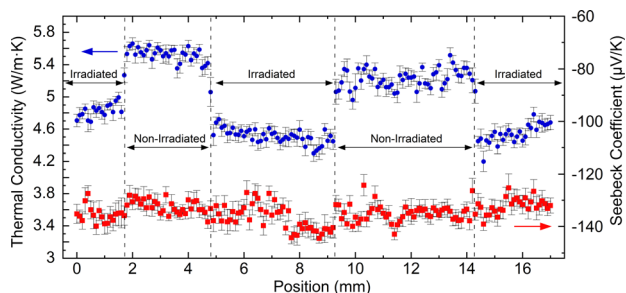 5.8
5.4
5
4.6
4.2
3.8
3.4
3
Thermal Conductivity (W/m·K)
-60
-80
-100
-120
-140
Seebeck Coefficient (μV/K)
Irradiated
Irradiated
Irradiated
Non-Irradiated
Non-Irradiated
0 2 4 6 8 10 12 14 16
Position (mm)